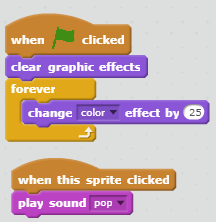 when clicked
clear graphic effects
forever
change color effect by 25
when this sprite clicked
play sound pop